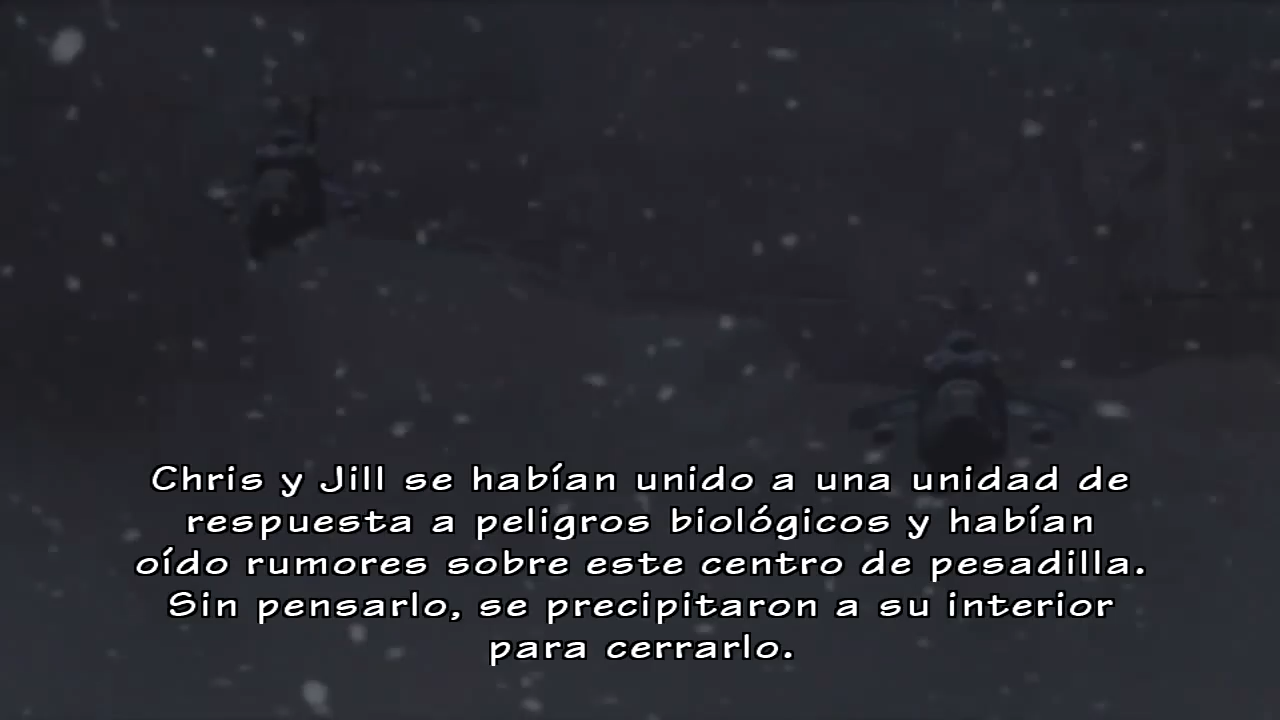 Chris y Jill se habían unido a una unidad de
respuesta a peligros biológicos y habían
oído rumores sobre este centro de pesadilla.
Sin pensarlo, se precipitaron a su interior
para cerrarlo.